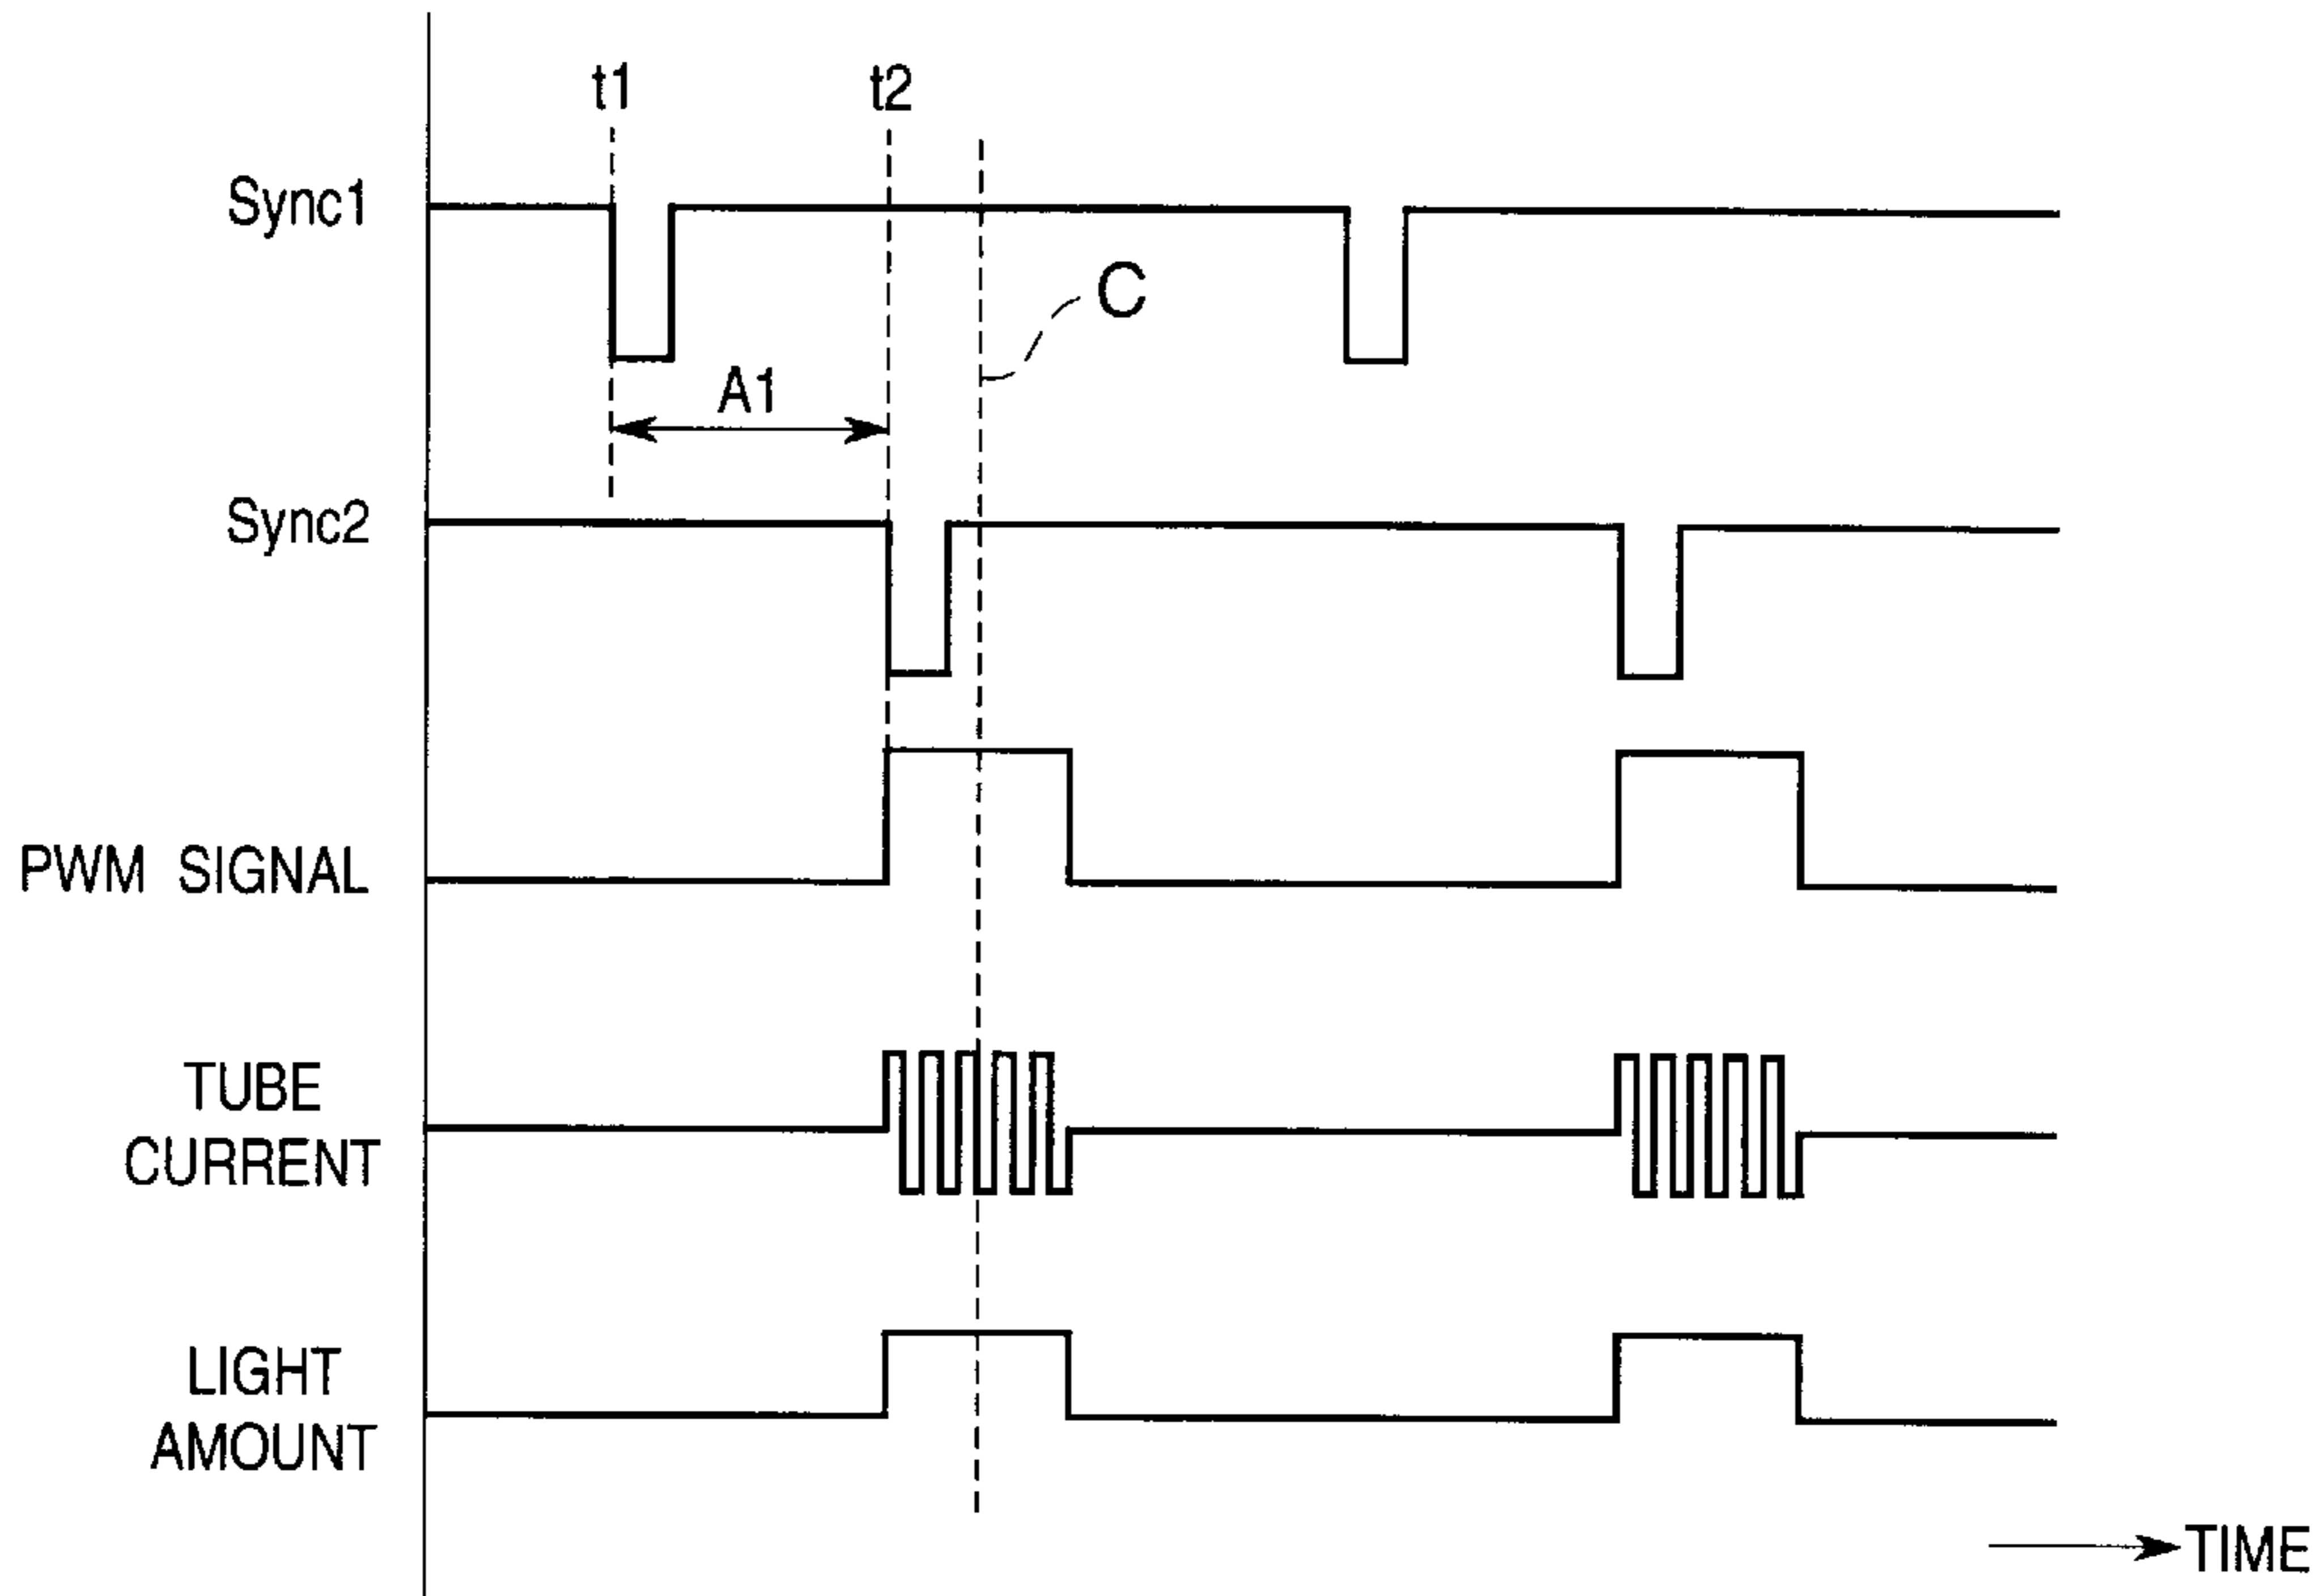 t1
t2
Sync1
C
A1
Sync2
PWM SIGNAL
TUBE
CURRENT
LIGHT
AMOUNT
TIME